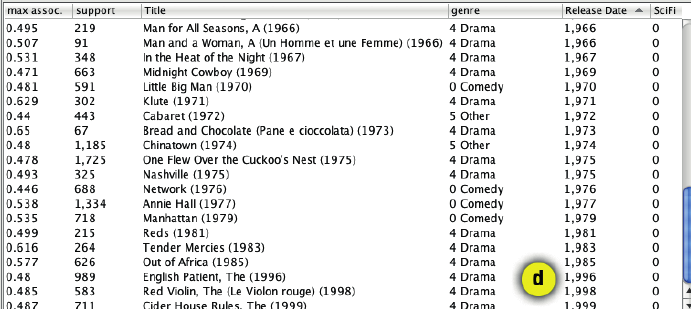 max assoc. support Title genre Release Date SciFi
0.495 219 Man for All Seasons, A (1966) 4 Drama 1,966 0
0.507 91 Man and a Woman, A (Un Homme et une Femme) (1966) 4 Drama 1,966 0
0.531 348 In the Heat of the Night (1967) 4 Drama 1,967 0
0.471 663 Midnight Cowboy (1969) 4 Drama 1,969 0
0.481 591 Little Big Man (1970) 0 Comedy 1,970 0
0.629 302 Klute (1971) 4 Drama 1,971 0
0.44 443 Cabaret (1972) 5 Other 1,972 0
0.65 67 Bread and Chocolate (Pane e cioccolata) (1973) 4 Drama 1,973 0
0.48 1,185 Chinatown (1974) 5 Other 1,974 0
0.478 1,725 One Flew Over the Cuckoo's Nest (1975) 4 Drama 1,975 0
0.493 325 Nashville (1975) 4 Drama 1,975 0
0.446 688 Network (1976) 0 Comedy 1,976 0
0.538 1,334 Annie Hall (1977) 0 Comedy 1,977 0
0.535 718 Manhattan (1979) 0 Comedy 1,979 0
0.499 215 Reds (1981) 4 Drama 1,981 0
0.616 264 Tender Mercies (1983) 4 Drama 1,983 0
0.577 626 Out of Africa (1985) 4 Drama 1,985 0
0.48 989 English Patient, The (1996) 4 Drama d 1,996 0
0.485 583 Red Violin, The (Le Violon rouge) (1998) 4 Drama 1,998 0
0.487 711 Cider House Rules, The (1999) 4 Drama 1,999 0